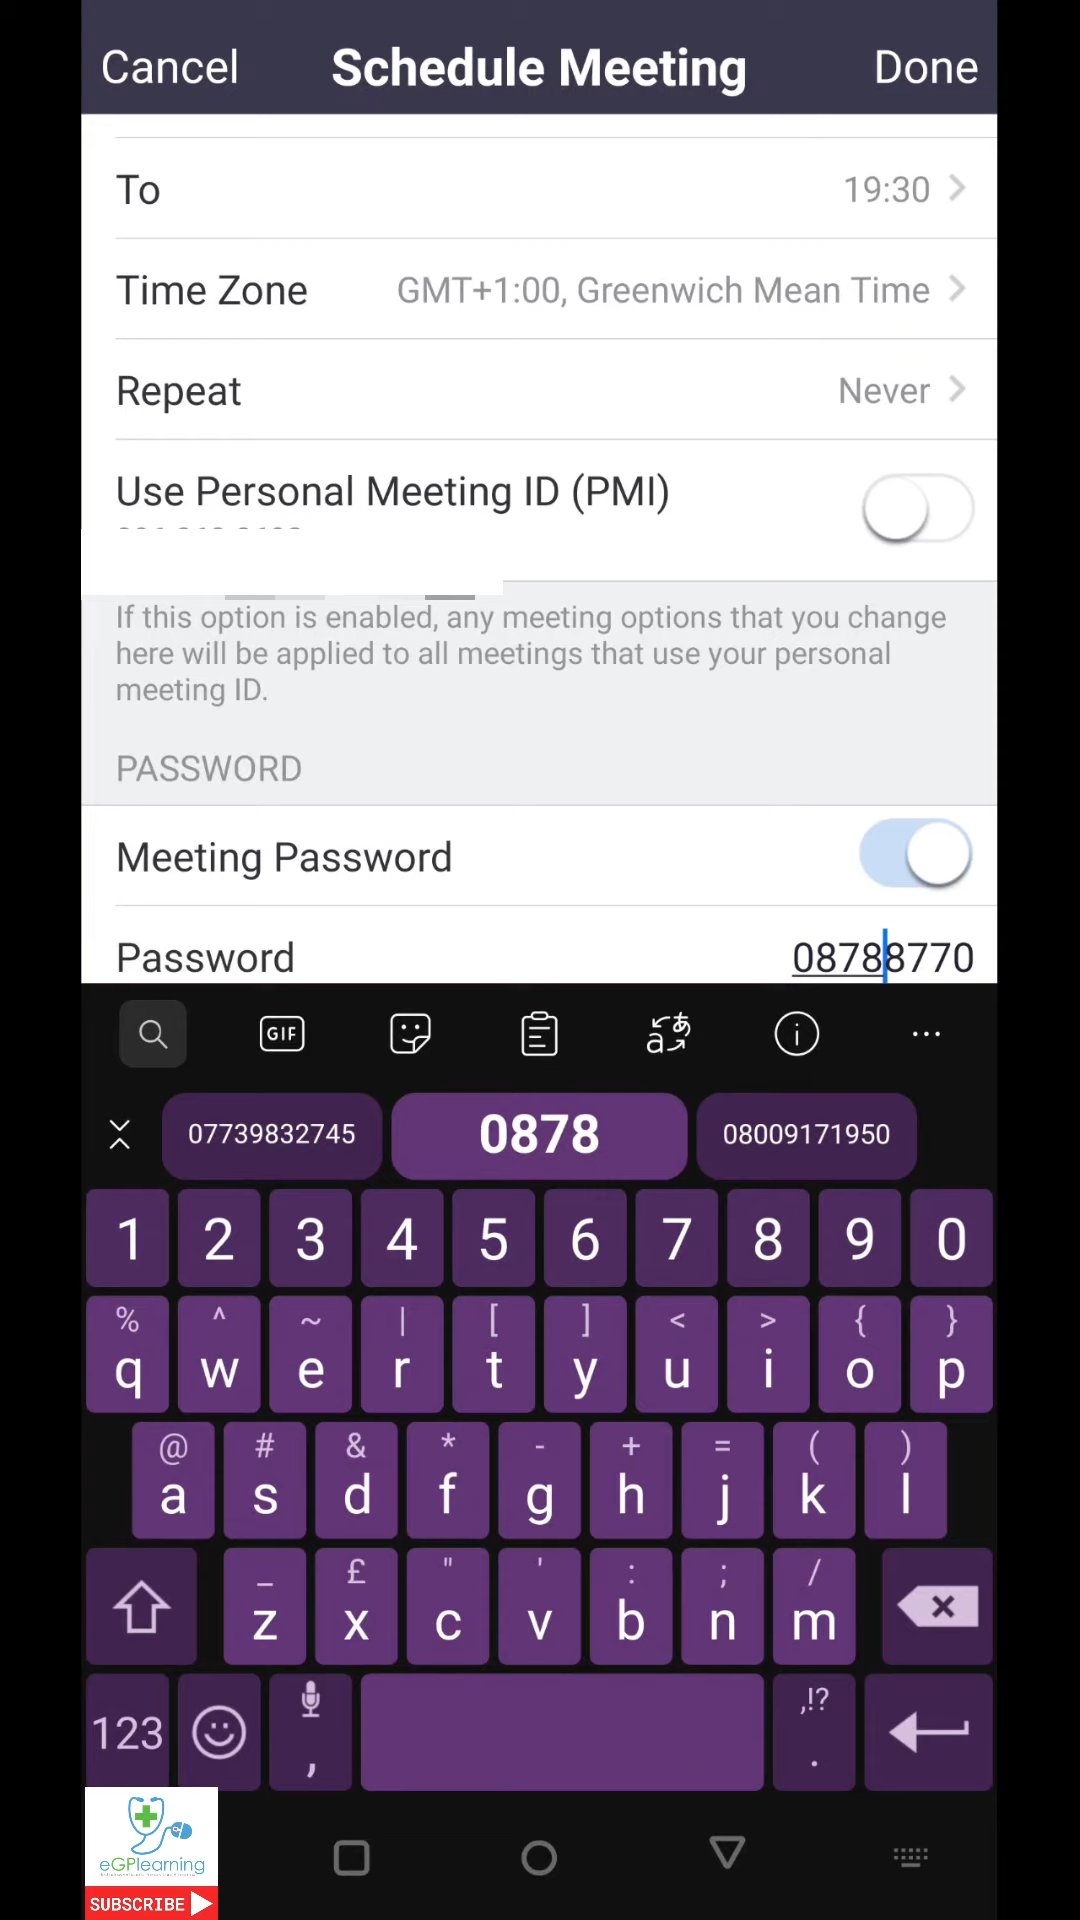 Cancel
Schedule Meeting
Done
To
19:30
Time Zone
GMT+1:00, Greenwich Mean Time
Repeat
Never
Use Personal Meeting ID (PMI)
If this option is enabled, any meeting options that you change
here will be applied to all meetings that use your personal
meeting ID.
PASSWORD
Meeting Password
Password
08788770
GIF
aあ
i
...
07739832745
0878
08009171950
1 2 3 4 5 6 7 8 9 0
% ^ ~ | [ ] < > { }
q w e r t y u i o p
@ # & * - + = ( )
a s d f g h j k l
_ £ " ' : ; /
z x c v b n m
,!?
123 , .
eGPlearning
SUBSCRIBE